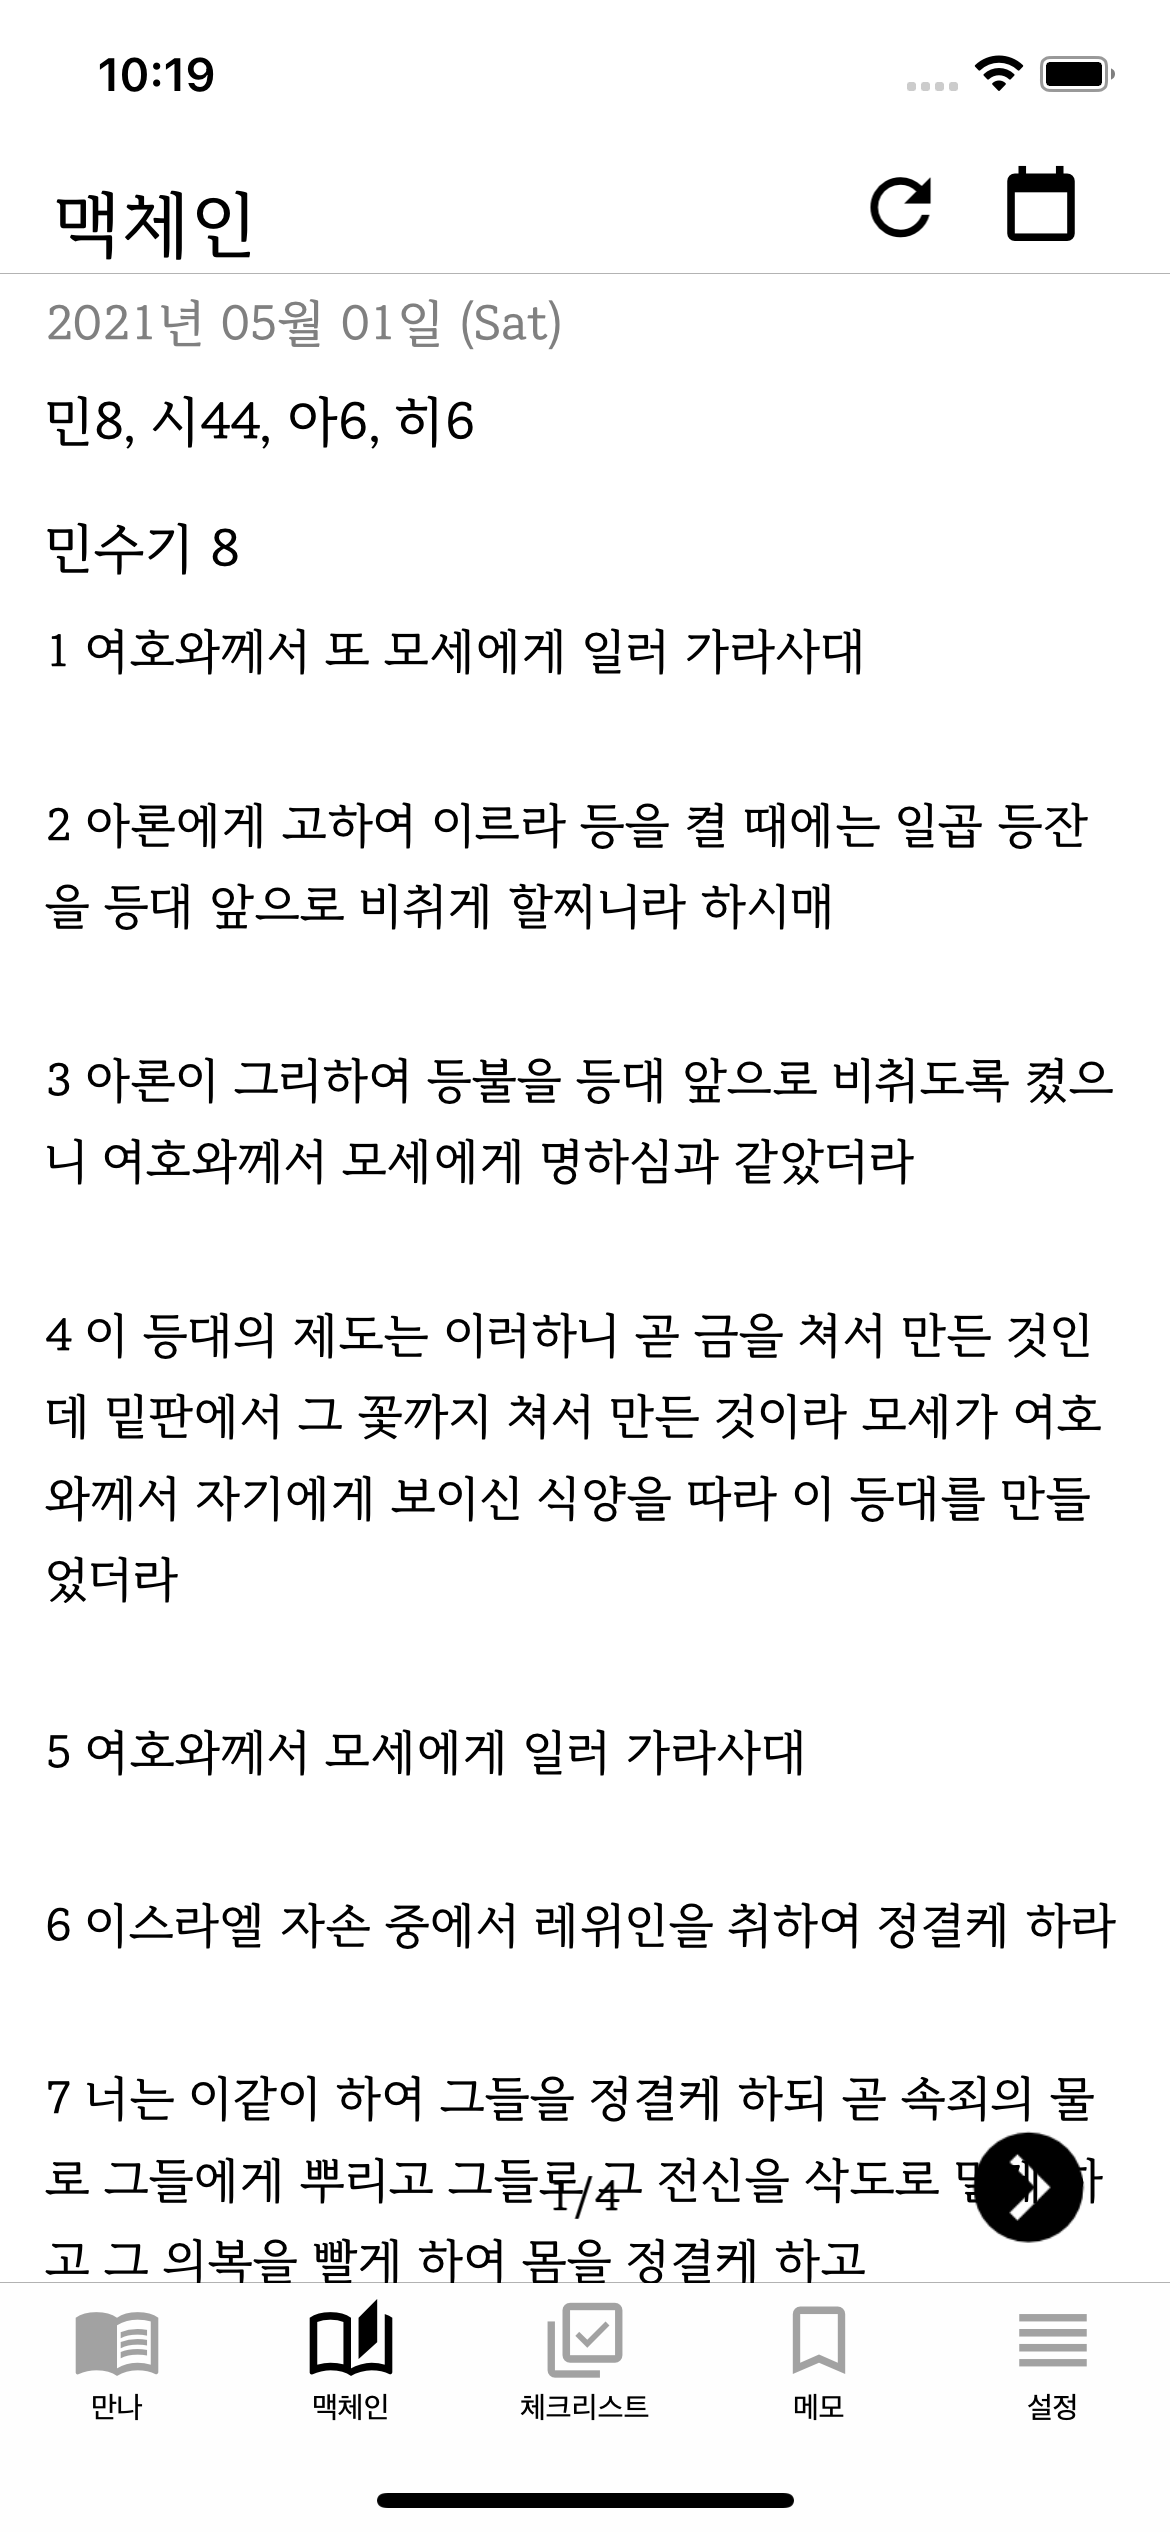 10:19
맥체인
2021년 05월 01일 (Sat)
민8, 시44, 아6, 히6
민수기 8
1 여호와께서 또 모세에게 일러 가라사대
2 아론에게 고하여 이르라 등을 켤 때에는 일곱 등잔
을 등대 앞으로 비취게 할찌니라 하시매
3 아론이 그리하여 등불을 등대 앞으로 비취도록 켰으
니 여호와께서 모세에게 명하심과 같았더라
4 이 등대의 제도는 이러하니 곧 금을 쳐서 만든 것인
데 밑판에서 그 꽃까지 쳐서 만든 것이라 모세가 여호
와께서 자기에게 보이신 식양을 따라 이 등대를 만들
었더라
5 여호와께서 모세에게 일러 가라사대
6 이스라엘 자손 중에서 레위인을 취하여 정결케 하라
7 너는 이같이 하여 그들을 정결케 하되 곧 속죄의 물
로 그들에게 뿌리고 그들로 그 전신을 삭도로
1/4
고 그 의복을 빨게 하여 몸을 정결케 하고
만나
맥체인
체크리스트
메모
설정